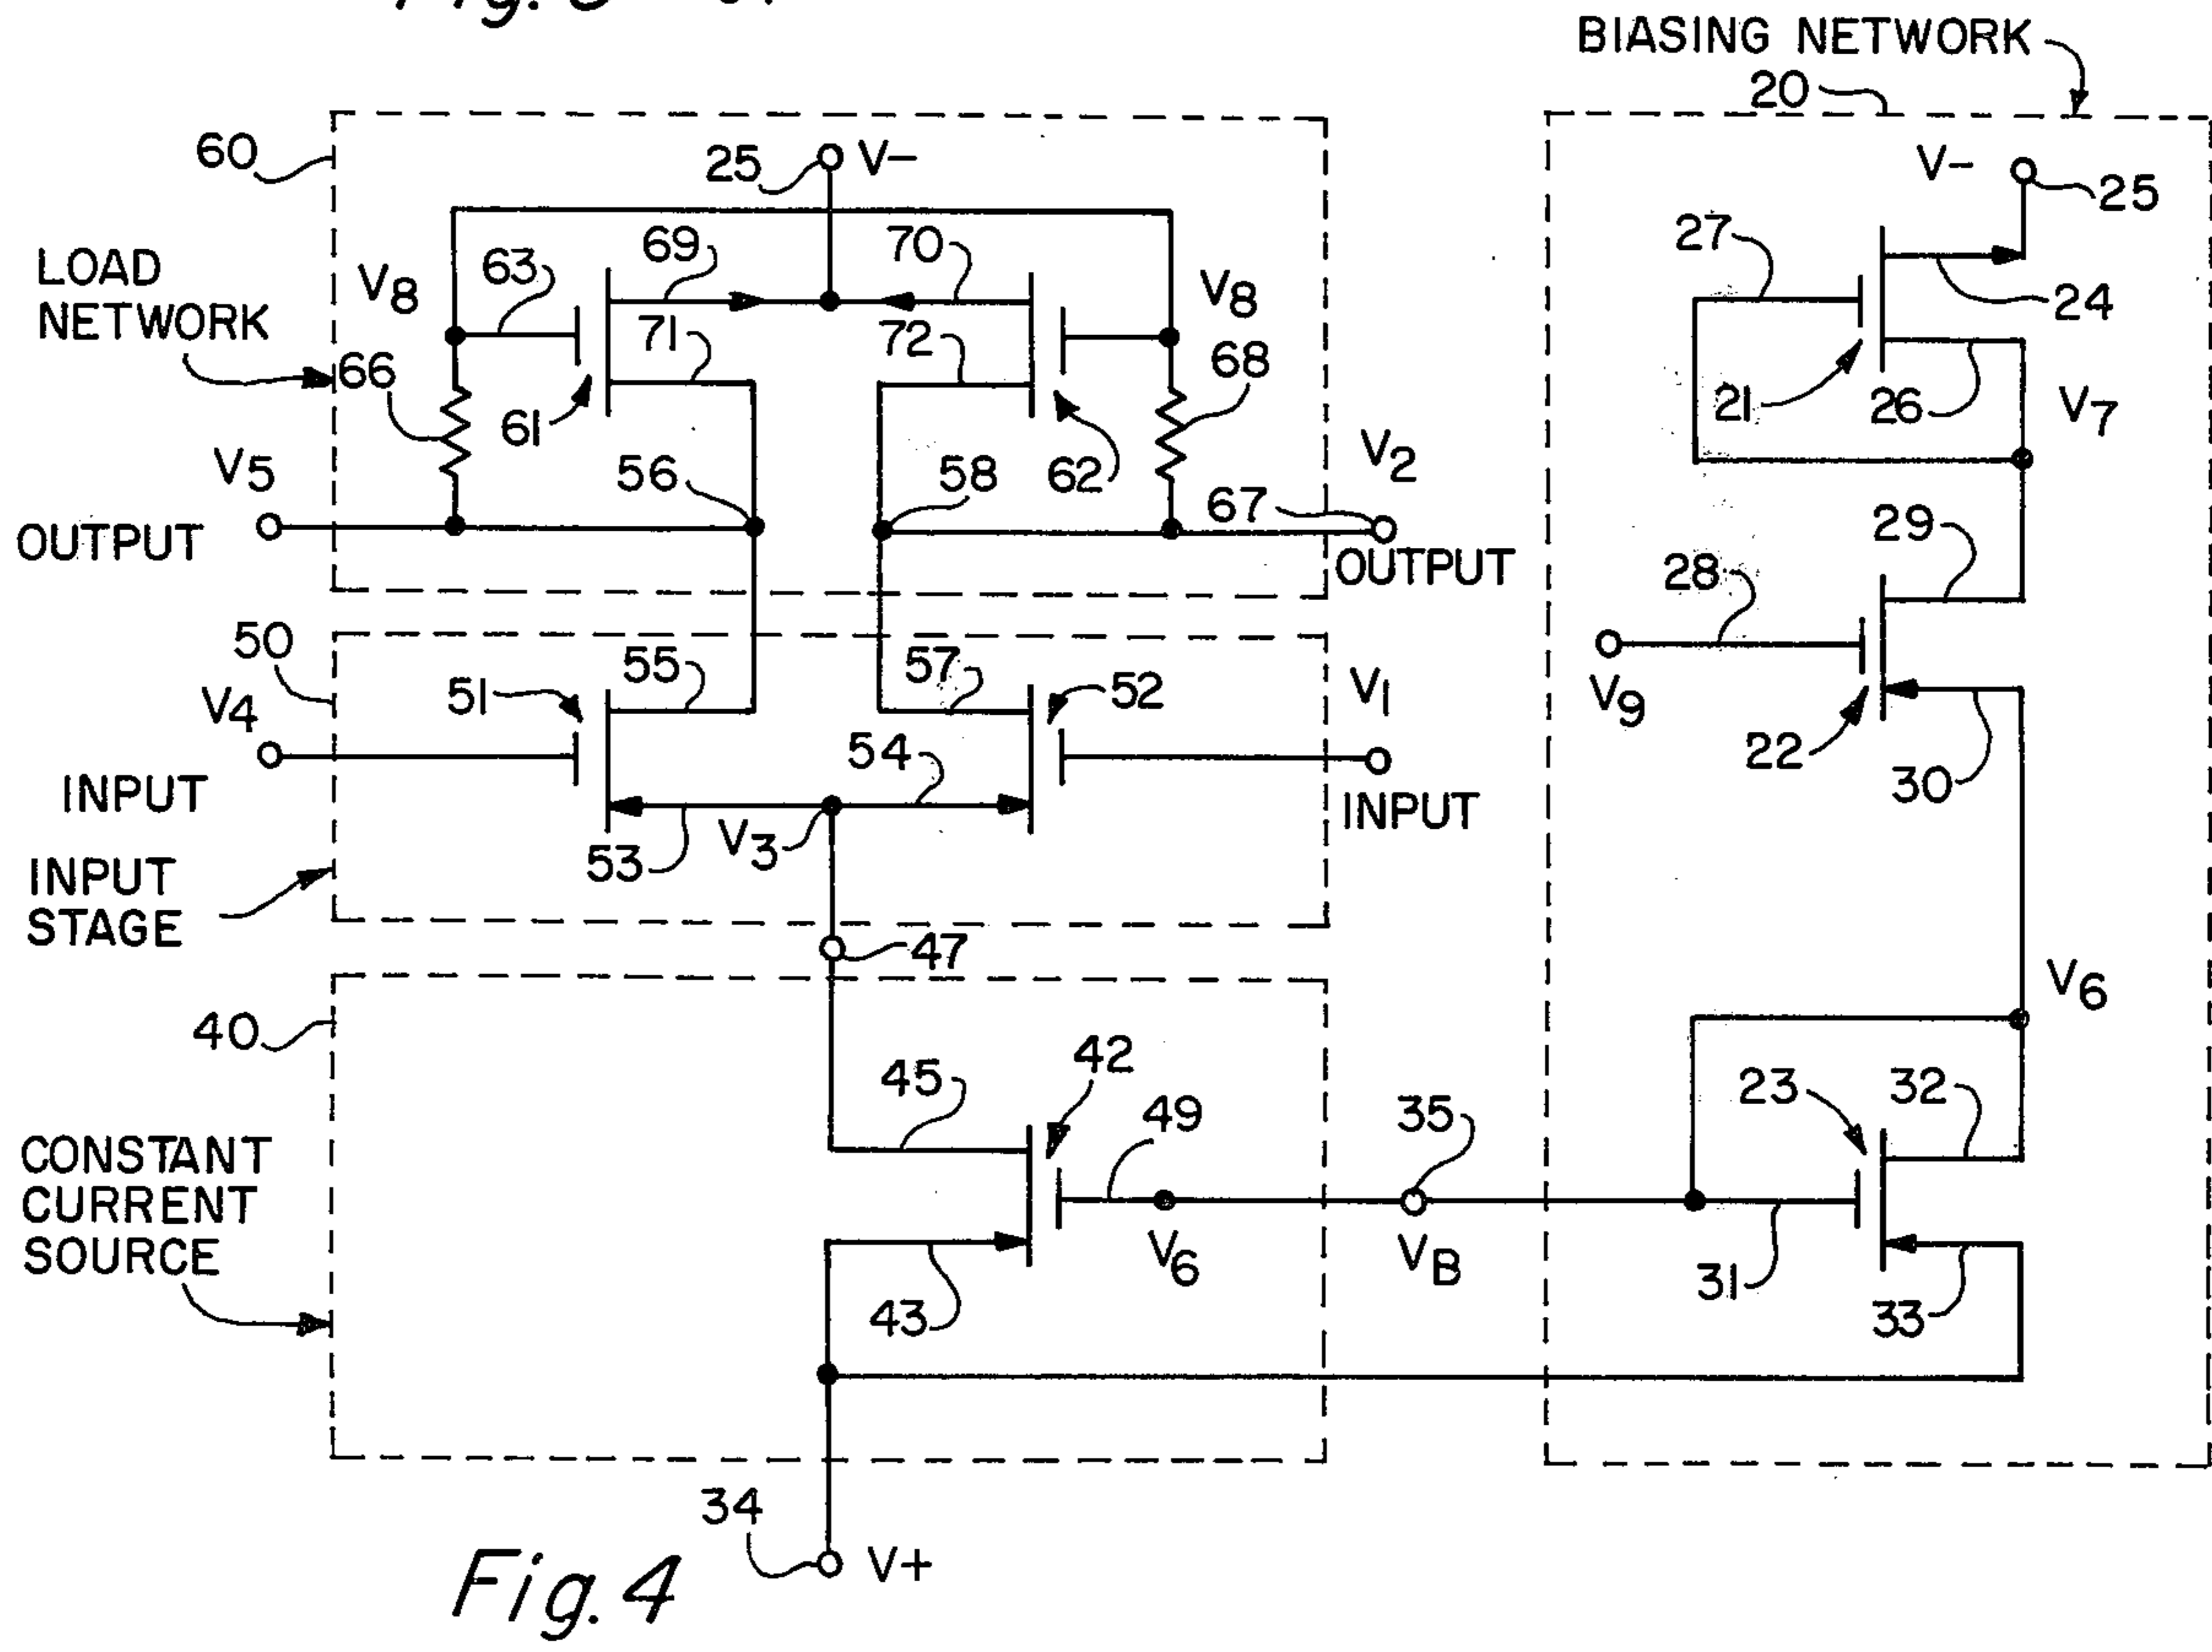 BIASING NETWORK
20
60
25
V-
V-
25
27
69
70
LOAD
NETWORK
V8
63
V8
24
71
72
66
68
61
62
21
26
V7
V5
56
58
V2
67
OUTPUT
OUTPUT
29
28
50
55
57
V4
51
52
V1
V9
22
30
54
INPUT
INPUT
53
V3
INPUT
STAGE
47
V6
40
42
45
49
35
23
32
CONSTANT
CURRENT
SOURCE
V6
VB
31
33
43
34
V+
Fig. 4